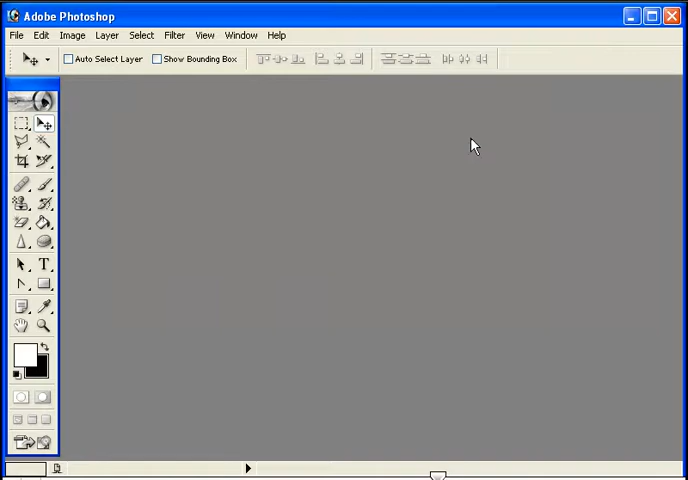 Adobe Photoshop
File Edit Image Layer Select Filter View Window Help
Auto Select Layer Show Bounding Box
T